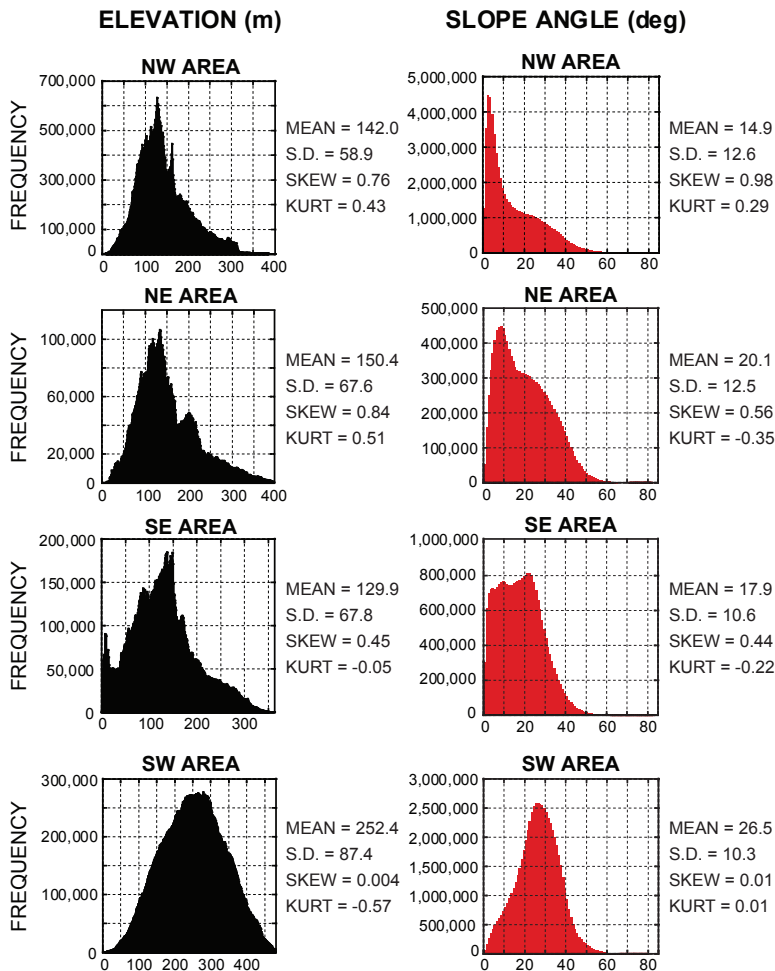 ELEVATION (m)
SLOPE ANGLE (deg)
NW AREA
FREQUENCY
700,000
500,000
300,000
100,000
0
0 100 200 300 400
MEAN = 142.0
S.D. = 58.9
SKEW = 0.76
KURT = 0.43
NW AREA
5,000,000
4,000,000
3,000,000
2,000,000
1,000,000
0
0 20 40 60 80
MEAN = 14.9
S.D. = 12.6
SKEW = 0.98
KURT = 0.29
NE AREA
FREQUENCY
100,000
60,000
20,000
0
0 100 200 300 400
MEAN = 150.4
S.D. = 67.6
SKEW = 0.84
KURT = 0.51
NE AREA
500,000
400,000
300,000
200,000
100,000
0
0 20 40 60 80
MEAN = 20.1
S.D. = 12.5
SKEW = 0.56
KURT = -0.35
SE AREA
FREQUENCY
200,000
150,000
100,000
50,000
0
0 100 200 300
MEAN = 129.9
S.D. = 67.8
SKEW = 0.45
KURT = -0.05
SE AREA
1,000,000
800,000
600,000
400,000
200,000
0
0 20 40 60 80
MEAN = 17.9
S.D. = 10.6
SKEW = 0.44
KURT = -0.22
SW AREA
FREQUENCY
300,000
200,000
100,000
0
0 100 200 300 400
MEAN = 252.4
S.D. = 87.4
SKEW = 0.004
KURT = -0.57
SW AREA
3,000,000
2,500,000
2,000,000
1,500,000
1,000,000
500,000
0
0 20 40 60 80
MEAN = 26.5
S.D. = 10.3
SKEW = 0.01
KURT = 0.01